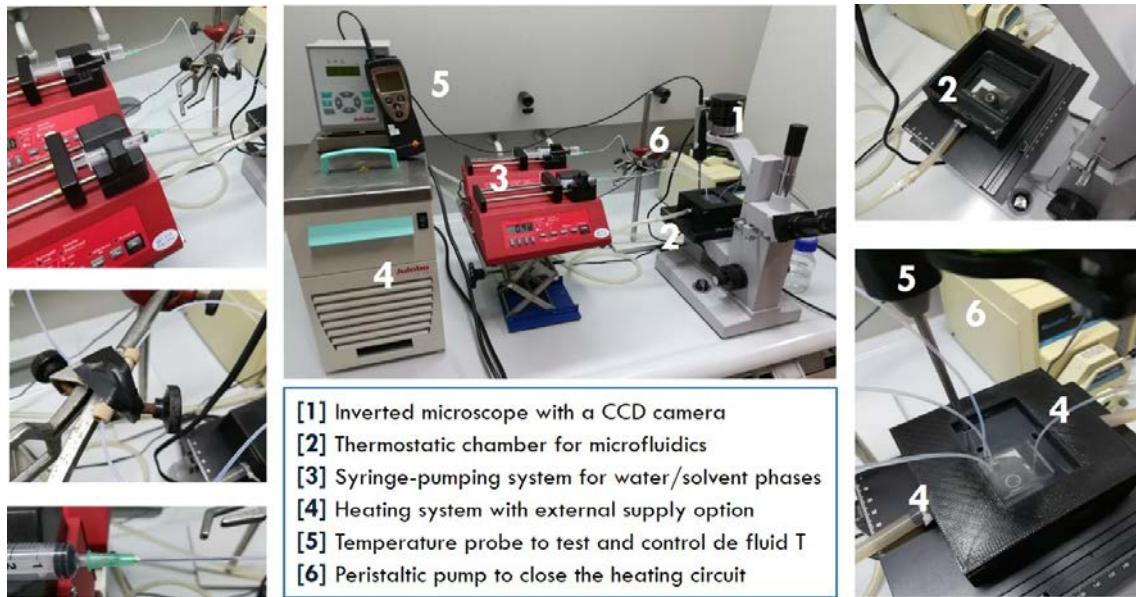 5
1
2
6
3
2
4
Julabo
5
6
4
4
[1] Inverted microscope with a CCD camera
[2] Thermostatic chamber for microfluidics
[3] Syringe-pumping system for water/solvent phases
[4] Heating system with external supply option
[5] Temperature probe to test and control de fluid T
[6] Peristaltic pump to close the heating circuit